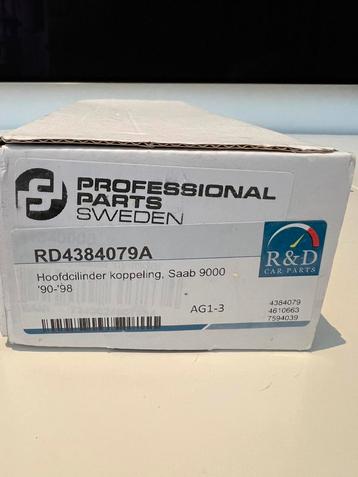 PROFESSIONAL
PARTS
SWEDEN
RD4384079A
Hoofdcilinder koppeling, Saab 9000
'90-'98
AG1-3
R&D
CAR PARTS
4384079
4610663
7594039